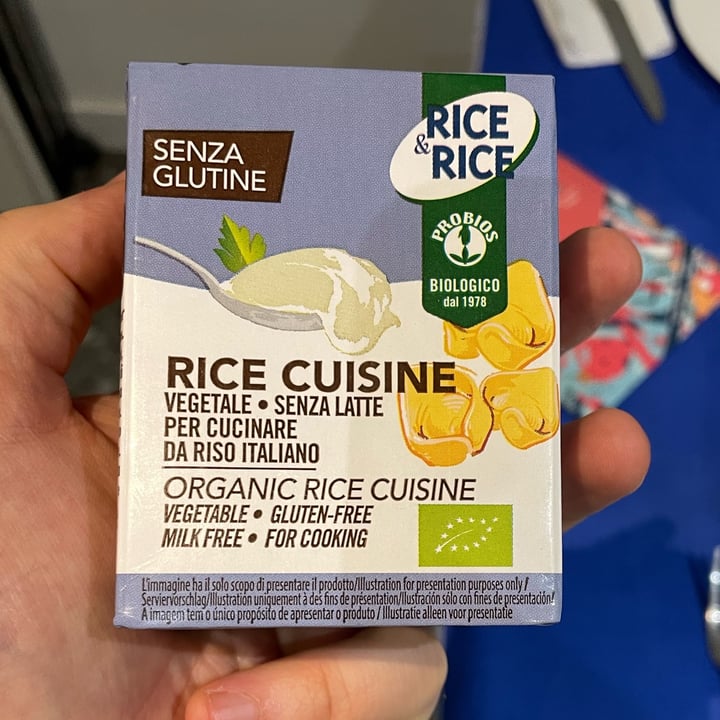 SENZA
GLUTINE
RICE
& RICE
PROBIOS
BIOLOGICO
dal 1978
RICE CUISINE
VEGETALE • SENZA LATTE
PER CUCINARE
DA RISO ITALIANO
ORGANIC RICE CUISINE
VEGETABLE • GLUTEN-FREE
MILK FREE • FOR COOKING
L'immagine ha il solo scopo di presentare il prodotto/Illustration for presentation purposes only /
Serviervorschlag/Illustration uniquement à des fins de présentation/Ilustración sólo con fines de presentación/
A imagem tem o único propósito de apresentar o produto / Illustratie alleen voor presentatie